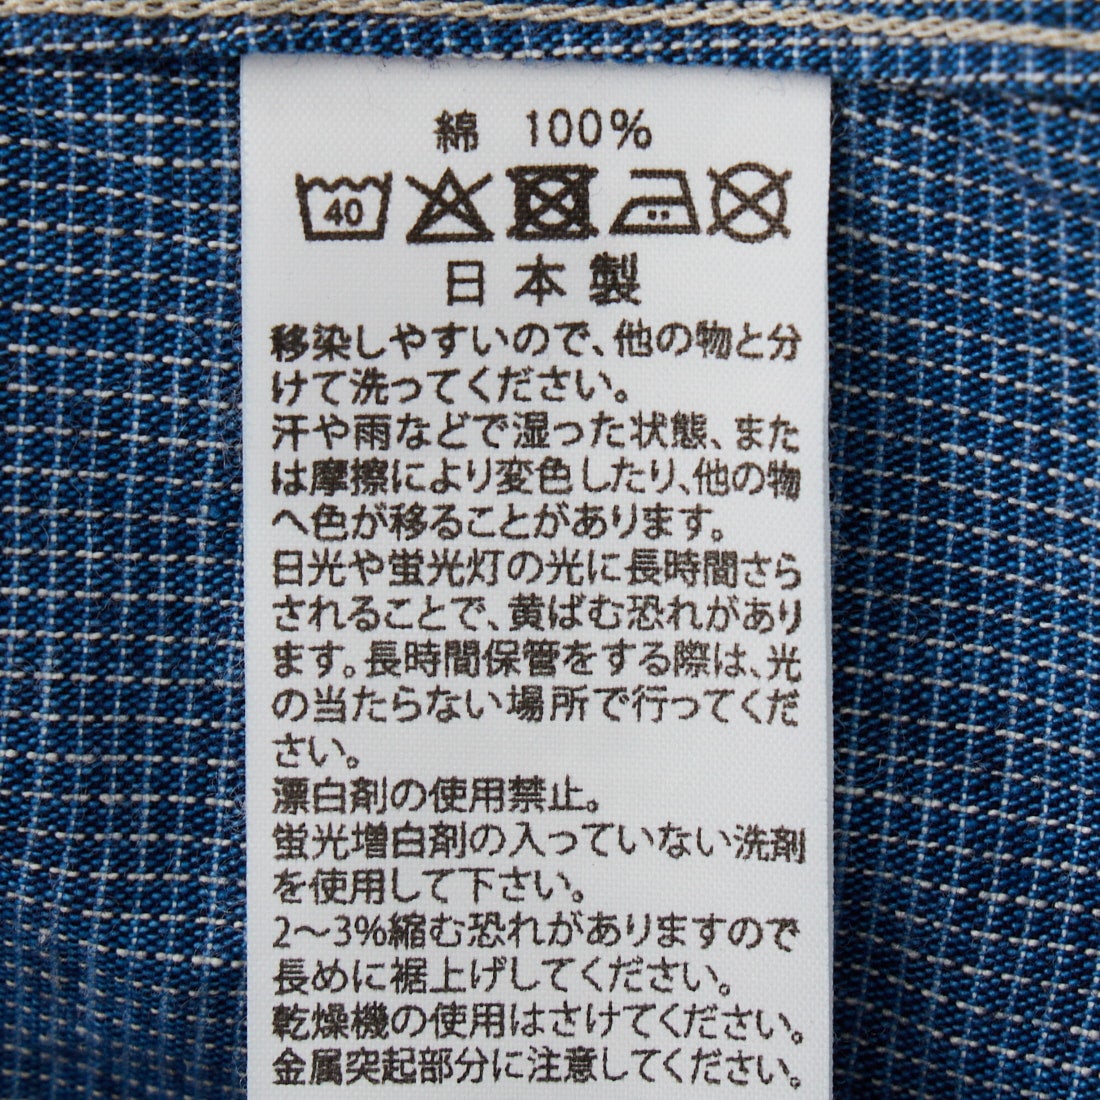 綿 100%
40
日本製
移染しやすいので、他の物と分
けて洗ってください。
汗や雨などで湿った状態、また
は摩擦により変色したり、他の物
へ色が移ることがあります。
日光や蛍光灯の光に長時間さら
されることで、黄ばむ恐れがあり
ます。長時間保管をする際は、光
の当たらない場所で行ってくだ
さい。
漂白剤の使用禁止。
蛍光増白剤の入っていない洗剤
を使用して下さい。
2〜3%縮む恐れがありますので
長めに裾上げしてください。
乾燥機の使用はさけてください。
金属突起部分に注意してください。